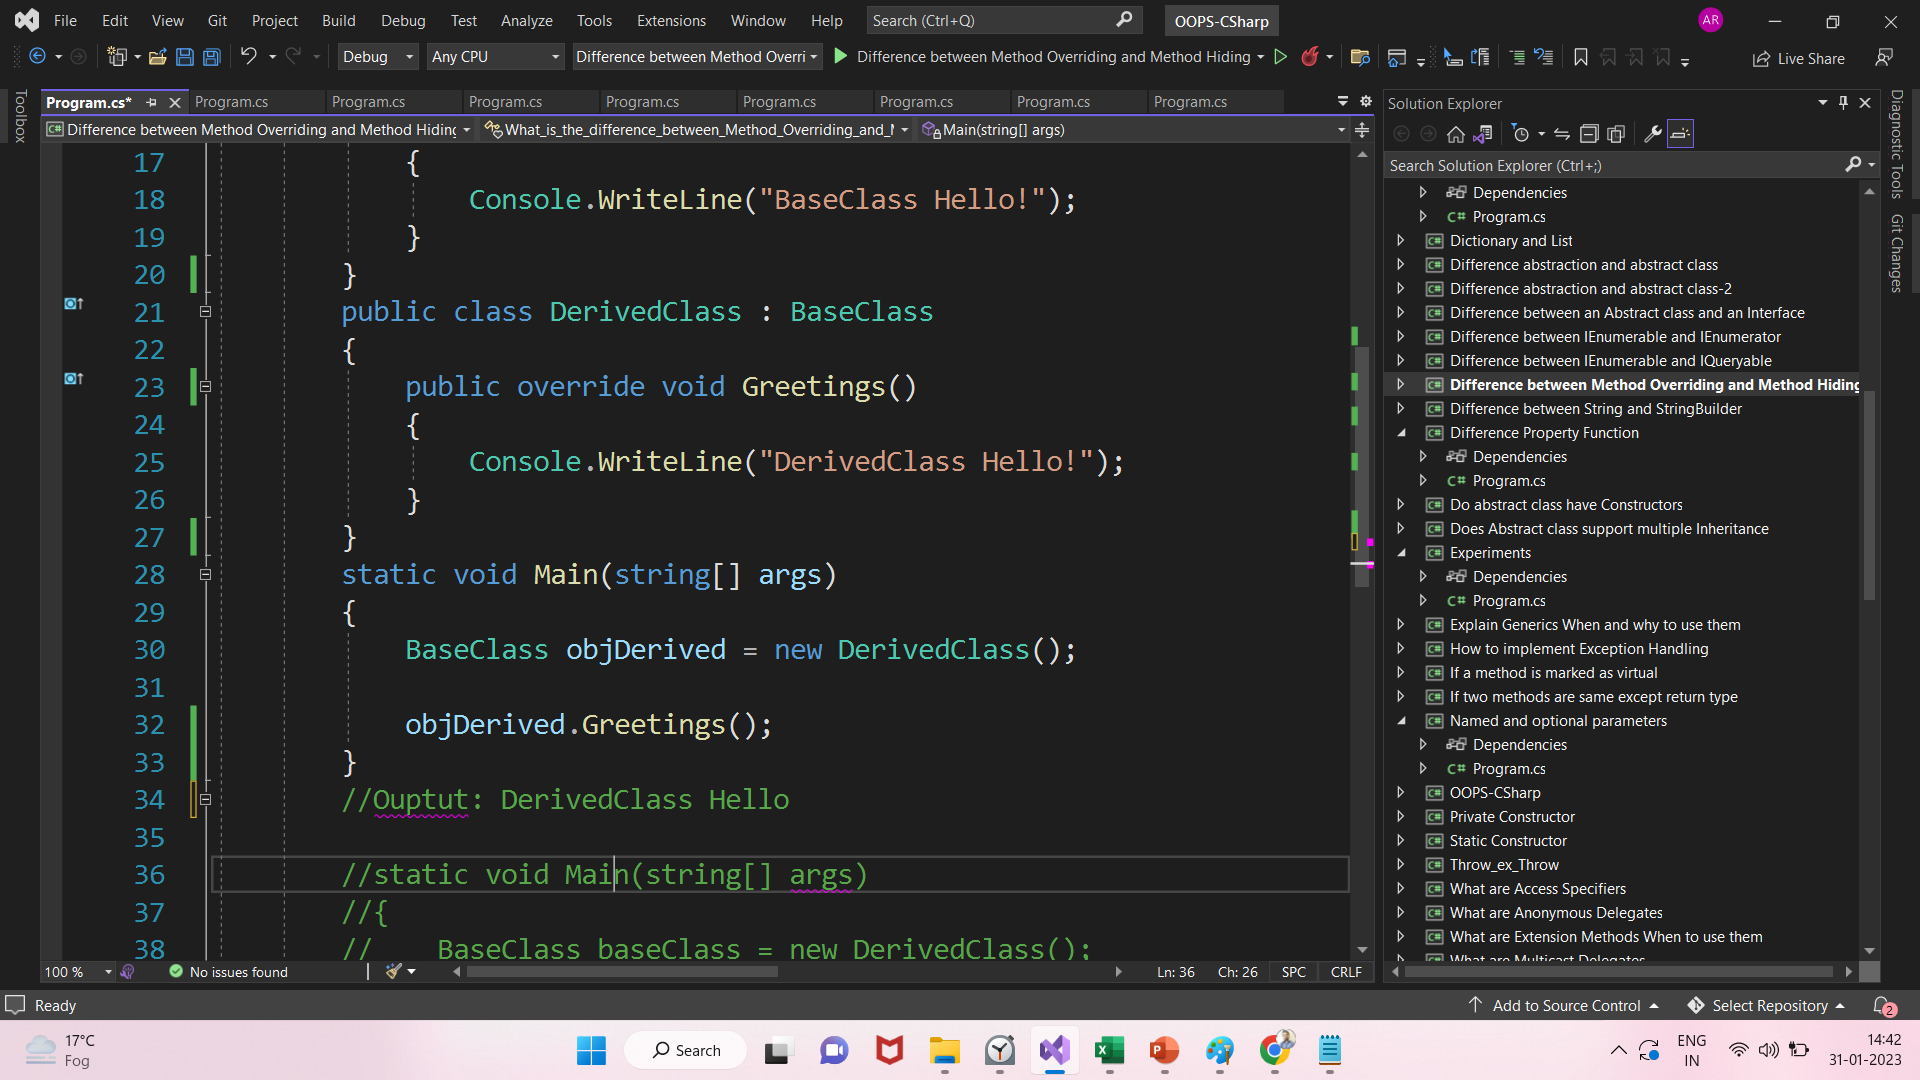 File Edit View Git Project Build Debug Test Analyze Tools Extensions Window Help Search (Ctrl+Q) OOPS-CSharp AR
Debug Any CPU Difference between Method Overri Difference between Method Overriding and Method Hiding Live Share
Toolbox
Program.cs* Program.cs Program.cs Program.cs Program.cs Program.cs Program.cs Program.cs Program.cs
Difference between Method Overriding and Method Hiding What_is_the_difference_between_Method_Overriding_and_ Main(string[] args)
17 {
18 Console.WriteLine("BaseClass Hello!");
19 }
20 }
21 public class DerivedClass : BaseClass
22 {
23 public override void Greetings()
24 {
25 Console.WriteLine("DerivedClass Hello!");
26 }
27 }
28 static void Main(string[] args)
29 {
30 BaseClass objDerived = new DerivedClass();
31
32 objDerived.Greetings();
33 }
34 //Ouptut: DerivedClass Hello
35
36 //static void Main(string[] args)
37 //{
38 // BaseClass baseClass = new DerivedClass();
100 % No issues found Ln: 36 Ch: 26 SPC CRLF
Solution Explorer
Search Solution Explorer (Ctrl+;)
Dependencies
C# Program.cs
C# Dictionary and List
C# Difference abstraction and abstract class
C# Difference abstraction and abstract class-2
C# Difference between an Abstract class and an Interface
C# Difference between IEnumerable and IEnumerator
C# Difference between IEnumerable and IQueryable
C# Difference between Method Overriding and Method Hiding
C# Difference between String and StringBuilder
C# Difference Property Function
Dependencies
C# Program.cs
C# Do abstract class have Constructors
C# Does Abstract class support multiple Inheritance
C# Experiments
Dependencies
C# Program.cs
C# Explain Generics When and why to use them
C# How to implement Exception Handling
C# If a method is marked as virtual
C# If two methods are same except return type
C# Named and optional parameters
Dependencies
C# Program.cs
C# OOPS-CSharp
C# Private Constructor
C# Static Constructor
C# Throw_ex_Throw
C# What are Access Specifiers
C# What are Anonymous Delegates
C# What are Extension Methods When to use them
C# What are Multicast Delegates
Diagnostic Tools
Git Changes
Ready Add to Source Control Select Repository 2
17°C
Fog
Search
ENG
IN
14:42
31-01-2023